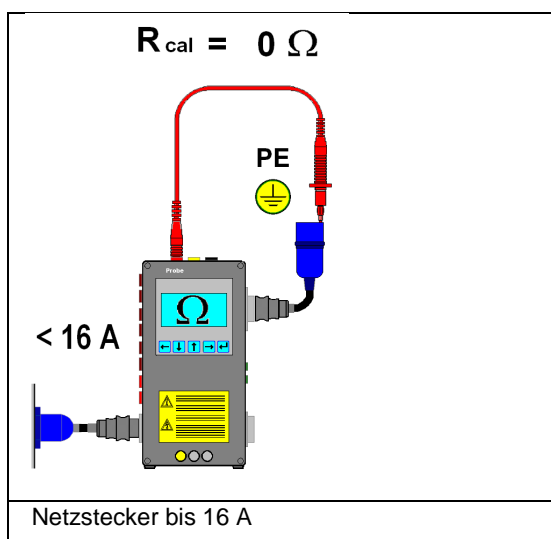 R cal = 0 Ω
PE
Probe
Ω
< 16 A
← ↓ ↑ → ↵
Netzstecker bis 16 A